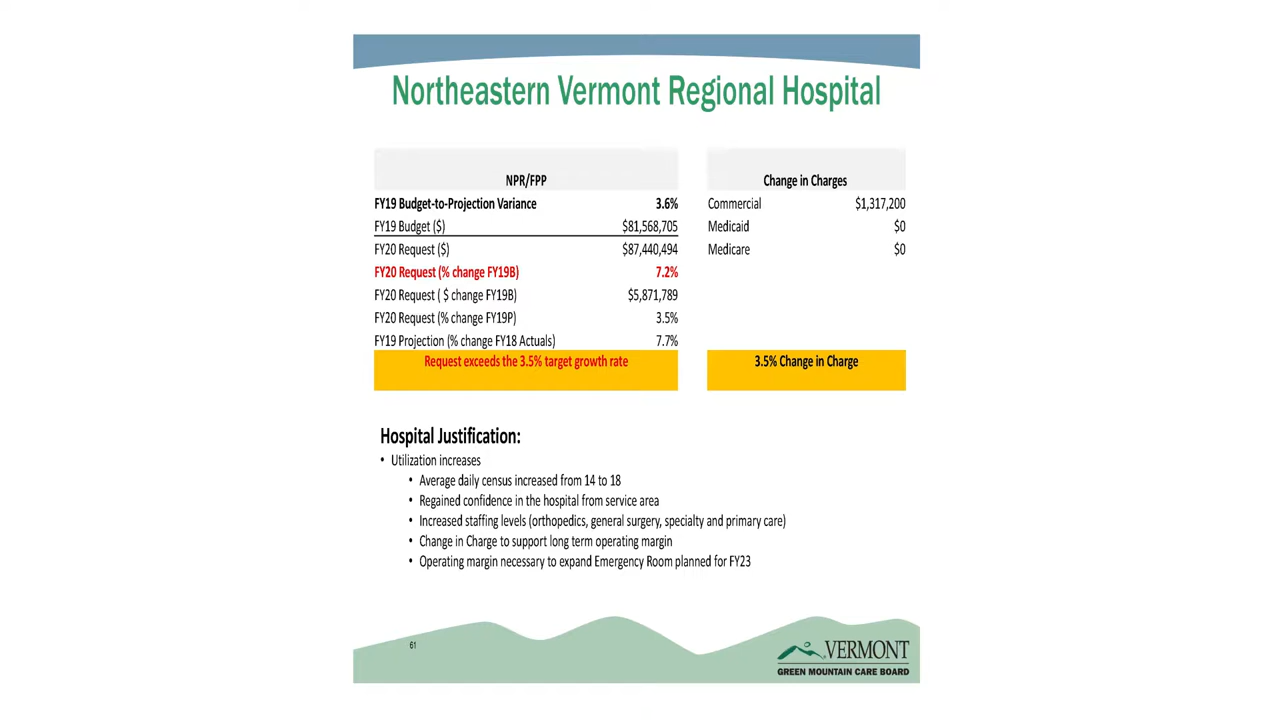 Northeastern Vermont Regional Hospital
NPR/FPP
FY19 Budget-to-Projection Variance 3.6%
FY19 Budget ($) $81,568,705
FY20 Request ($) $87,440,494
FY20 Request (% change FY19B) 7.2%
FY20 Request ( $ change FY19B) $5,871,789
FY20 Request (% change FY19P) 3.5%
FY19 Projection (% change FY18 Actuals) 7.7%
Request exceeds the 3.5% target growth rate
Change in Charges
Commercial $1,317,200
Medicaid $0
Medicare $0
3.5% Change in Charge
Hospital Justification:
• Utilization increases
• Average daily census increased from 14 to 18
• Regained confidence in the hospital from service area
• Increased staffing levels (orthopedics, general surgery, specialty and primary care)
• Change in Charge to support long term operating margin
• Operating margin necessary to expand Emergency Room planned for FY23
61
VERMONT
GREEN MOUNTAIN CARE BOARD